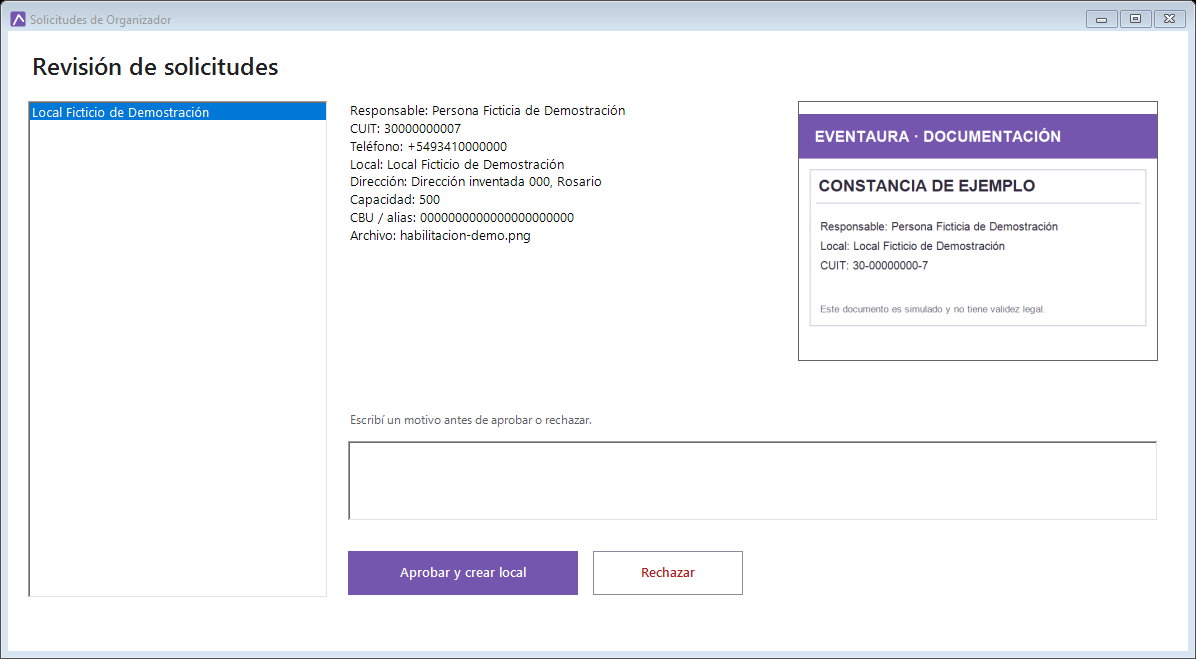 Solicitudes de Organizador
Revisión de solicitudes
Local Ficticio de Demostración
Responsable: Persona Ficticia de Demostración
CUIT: 30000000007
Teléfono: +5493410000000
Local: Local Ficticio de Demostración
Dirección: Dirección inventada 000, Rosario
Capacidad: 500
CBU / alias: 0000000000000000000000
Archivo: habilitacion-demo.png
EVENTAURA · DOCUMENTACIÓN
CONSTANCIA DE EJEMPLO
Responsable: Persona Ficticia de Demostración
Local: Local Ficticio de Demostración
CUIT: 30-00000000-7
Este documento es simulado y no tiene validez legal.
Escribí un motivo antes de aprobar o rechazar.
Aprobar y crear local
Rechazar